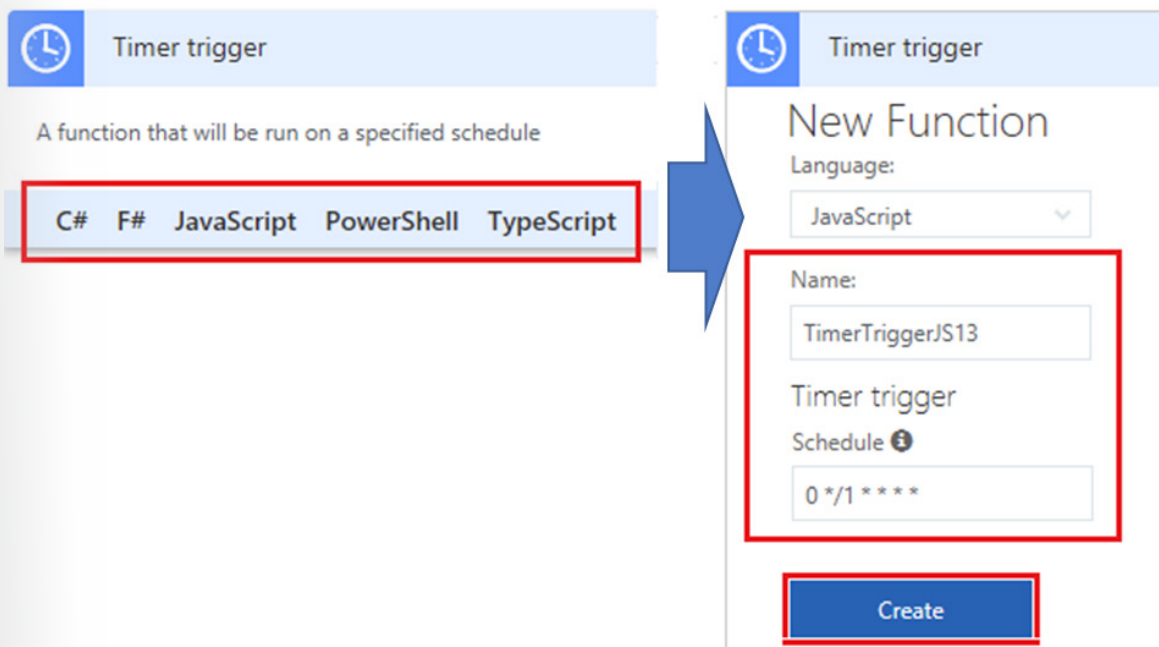 Timer trigger
A function that will be run on a specified schedule
C# F# JavaScript PowerShell TypeScript
Timer trigger
New Function
Language:
JavaScript
Name:
TimerTriggerJS13
Timer trigger
Schedule
0 */1 * * * *
Create